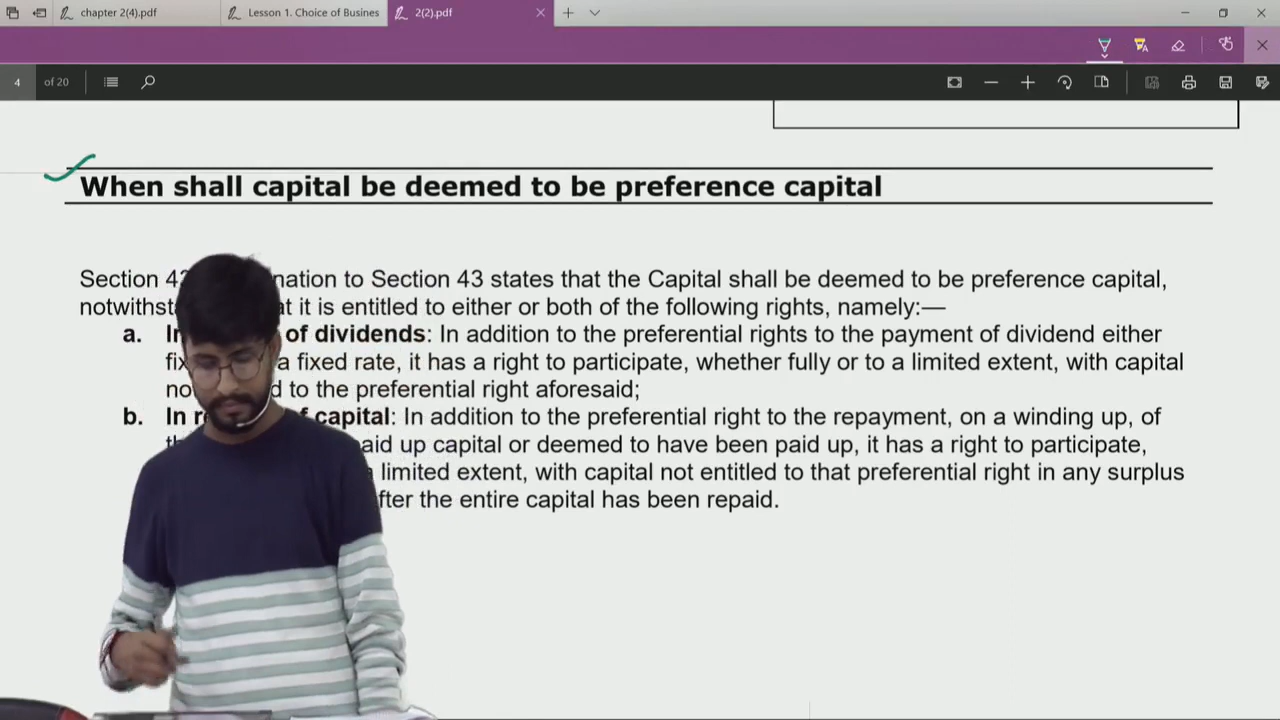 chapter 2(4).pdf
Lesson 1. Choice of Busines
2(2).pdf
4 of 20
When shall capital be deemed to be preference capital
Section 43 nation to Section 43 states that the Capital shall be deemed to be preference capital,
t it is entitled to either or both of the following rights, namely:—
a. of dividends: In addition to the preferential rights to the payment of dividend either
a fixed rate, it has a right to participate, whether fully or to a limited extent, with capital
to the preferential right aforesaid;
b. In capital: In addition to the preferential right to the repayment, on a winding up, of
up capital or deemed to have been paid up, it has a right to participate,
limited extent, with capital not entitled to that preferential right in any surplus
the entire capital has been repaid.